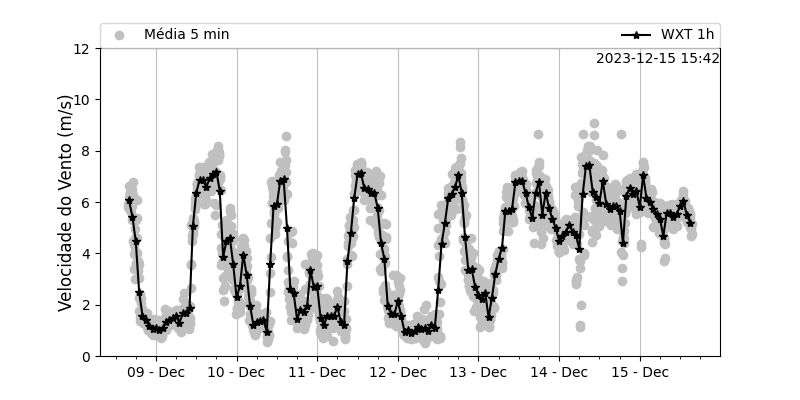 Média 5 min
WXT 1h
2023-12-15 15:42
Velocidade do Vento (m/s)
12
10
8
6
4
2
0
09 - Dec
10 - Dec
11 - Dec
12 - Dec
13 - Dec
14 - Dec
15 - Dec